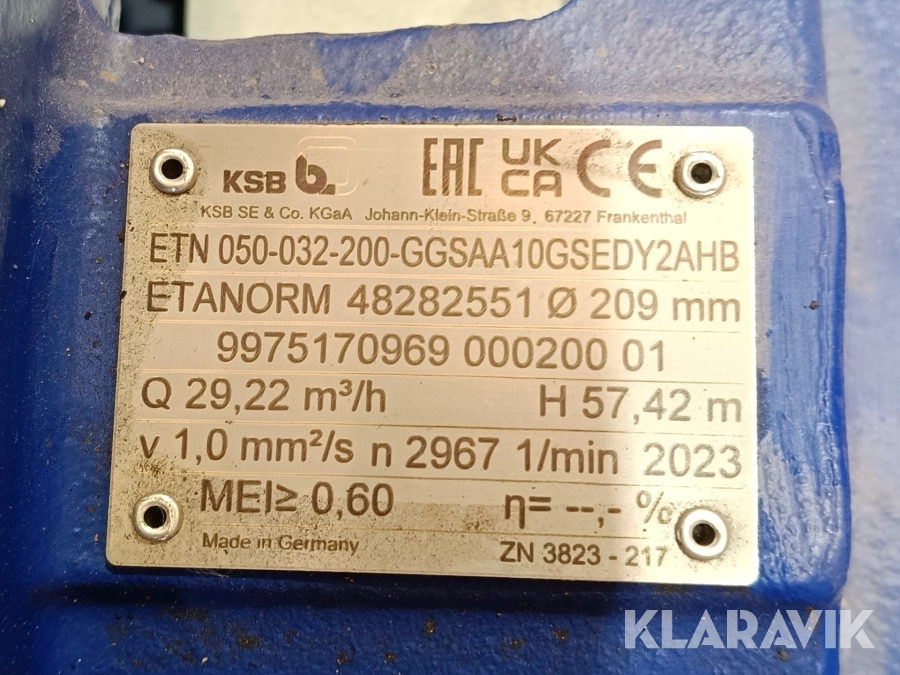 KSB b. EAC UK CA CE
KSB SE & Co. KGaA Johann-Klein-Straße 9, 67227 Frankenthal
ETN 050-032-200-GGSAA10GSEDY2AHB
ETANORM 48282551 Ø 209 mm
9975170969 000200 01
Q 29,22 m³/h H 57,42 m
v 1,0 mm²/s n 2967 1/min 2023
MEI≥ 0,60 η= --,- %
Made in Germany ZN 3823 - 217
KLARAVIK